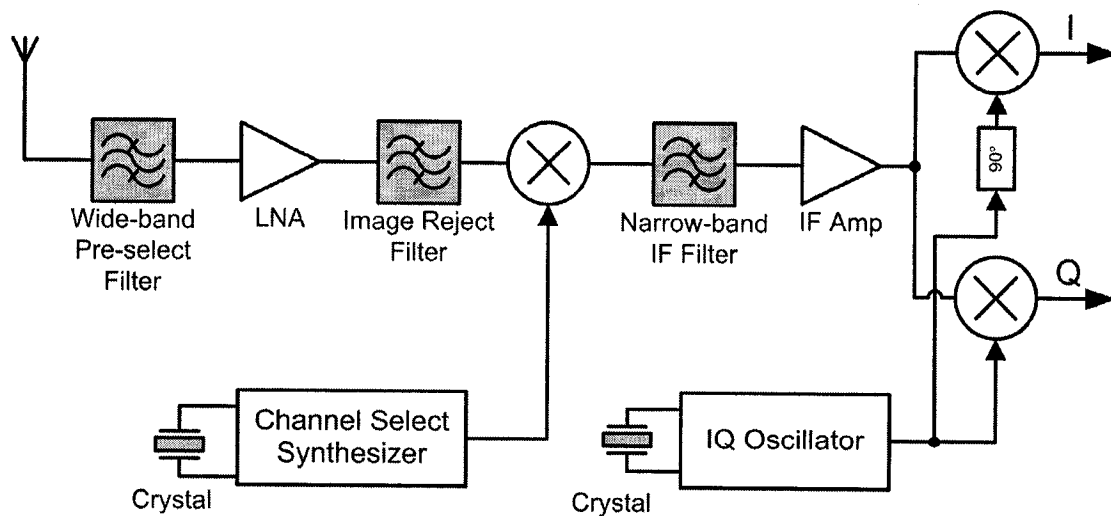 I
90°
Wide-band
Pre-select
Filter
LNA
Image Reject
Filter
Narrow-band
IF Filter
IF Amp
Q
Channel Select
Synthesizer
Crystal
IQ Oscillator
Crystal